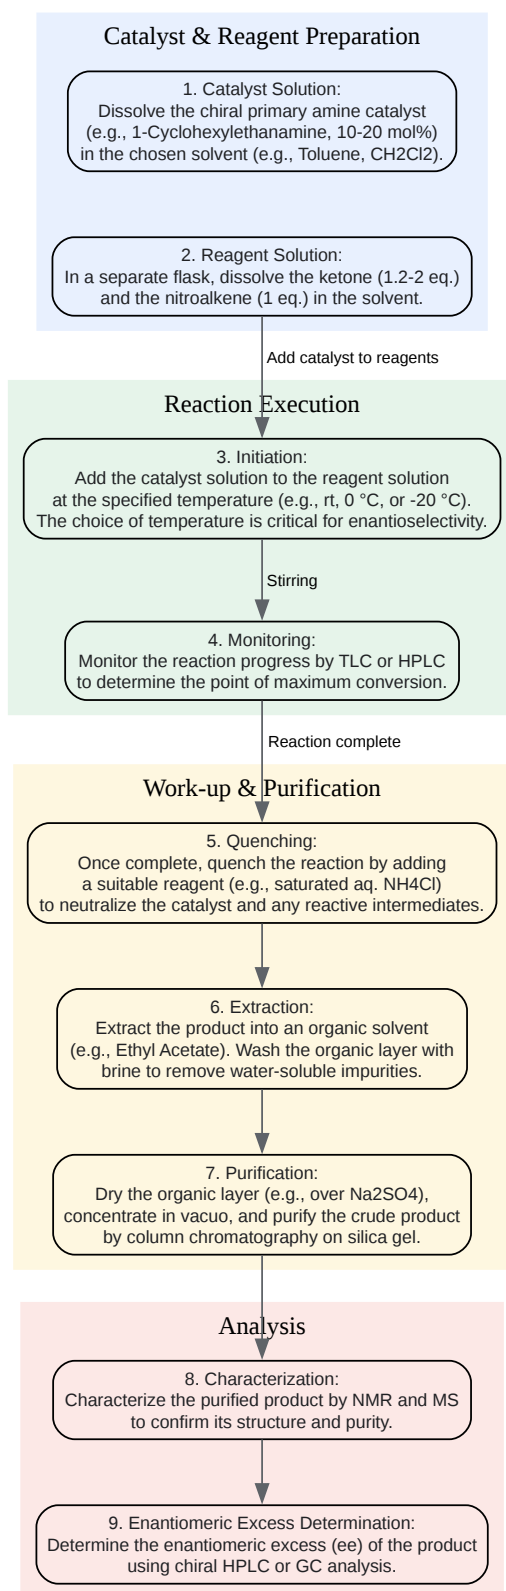 Catalyst & Reagent Preparation
1. Catalyst Solution:
Dissolve the chiral primary amine catalyst
(e.g., 1-Cyclohexylethanamine, 10-20 mol%)
in the chosen solvent (e.g., Toluene, CH2Cl2).
2. Reagent Solution:
In a separate flask, dissolve the ketone (1.2-2 eq.)
and the nitroalkene (1 eq.) in the solvent.
Add catalyst to reagents
Reaction Execution
3. Initiation:
Add the catalyst solution to the reagent solution
at the specified temperature (e.g., rt, 0 °C, or -20 °C).
The choice of temperature is critical for enantioselectivity.
Stirring
4. Monitoring:
Monitor the reaction progress by TLC or HPLC
to determine the point of maximum conversion.
Reaction complete
Work-up & Purification
5. Quenching:
Once complete, quench the reaction by adding
a suitable reagent (e.g., saturated aq. NH4Cl)
to neutralize the catalyst and any reactive intermediates.
6. Extraction:
Extract the product into an organic solvent
(e.g., Ethyl Acetate). Wash the organic layer with
brine to remove water-soluble impurities.
7. Purification:
Dry the organic layer (e.g., over Na2SO4),
concentrate in vacuo, and purify the crude product
by column chromatography on silica gel.
Analysis
8. Characterization:
Characterize the purified product by NMR and MS
to confirm its structure and purity.
9. Enantiomeric Excess Determination:
Determine the enantiomeric excess (ee) of the product
using chiral HPLC or GC analysis.